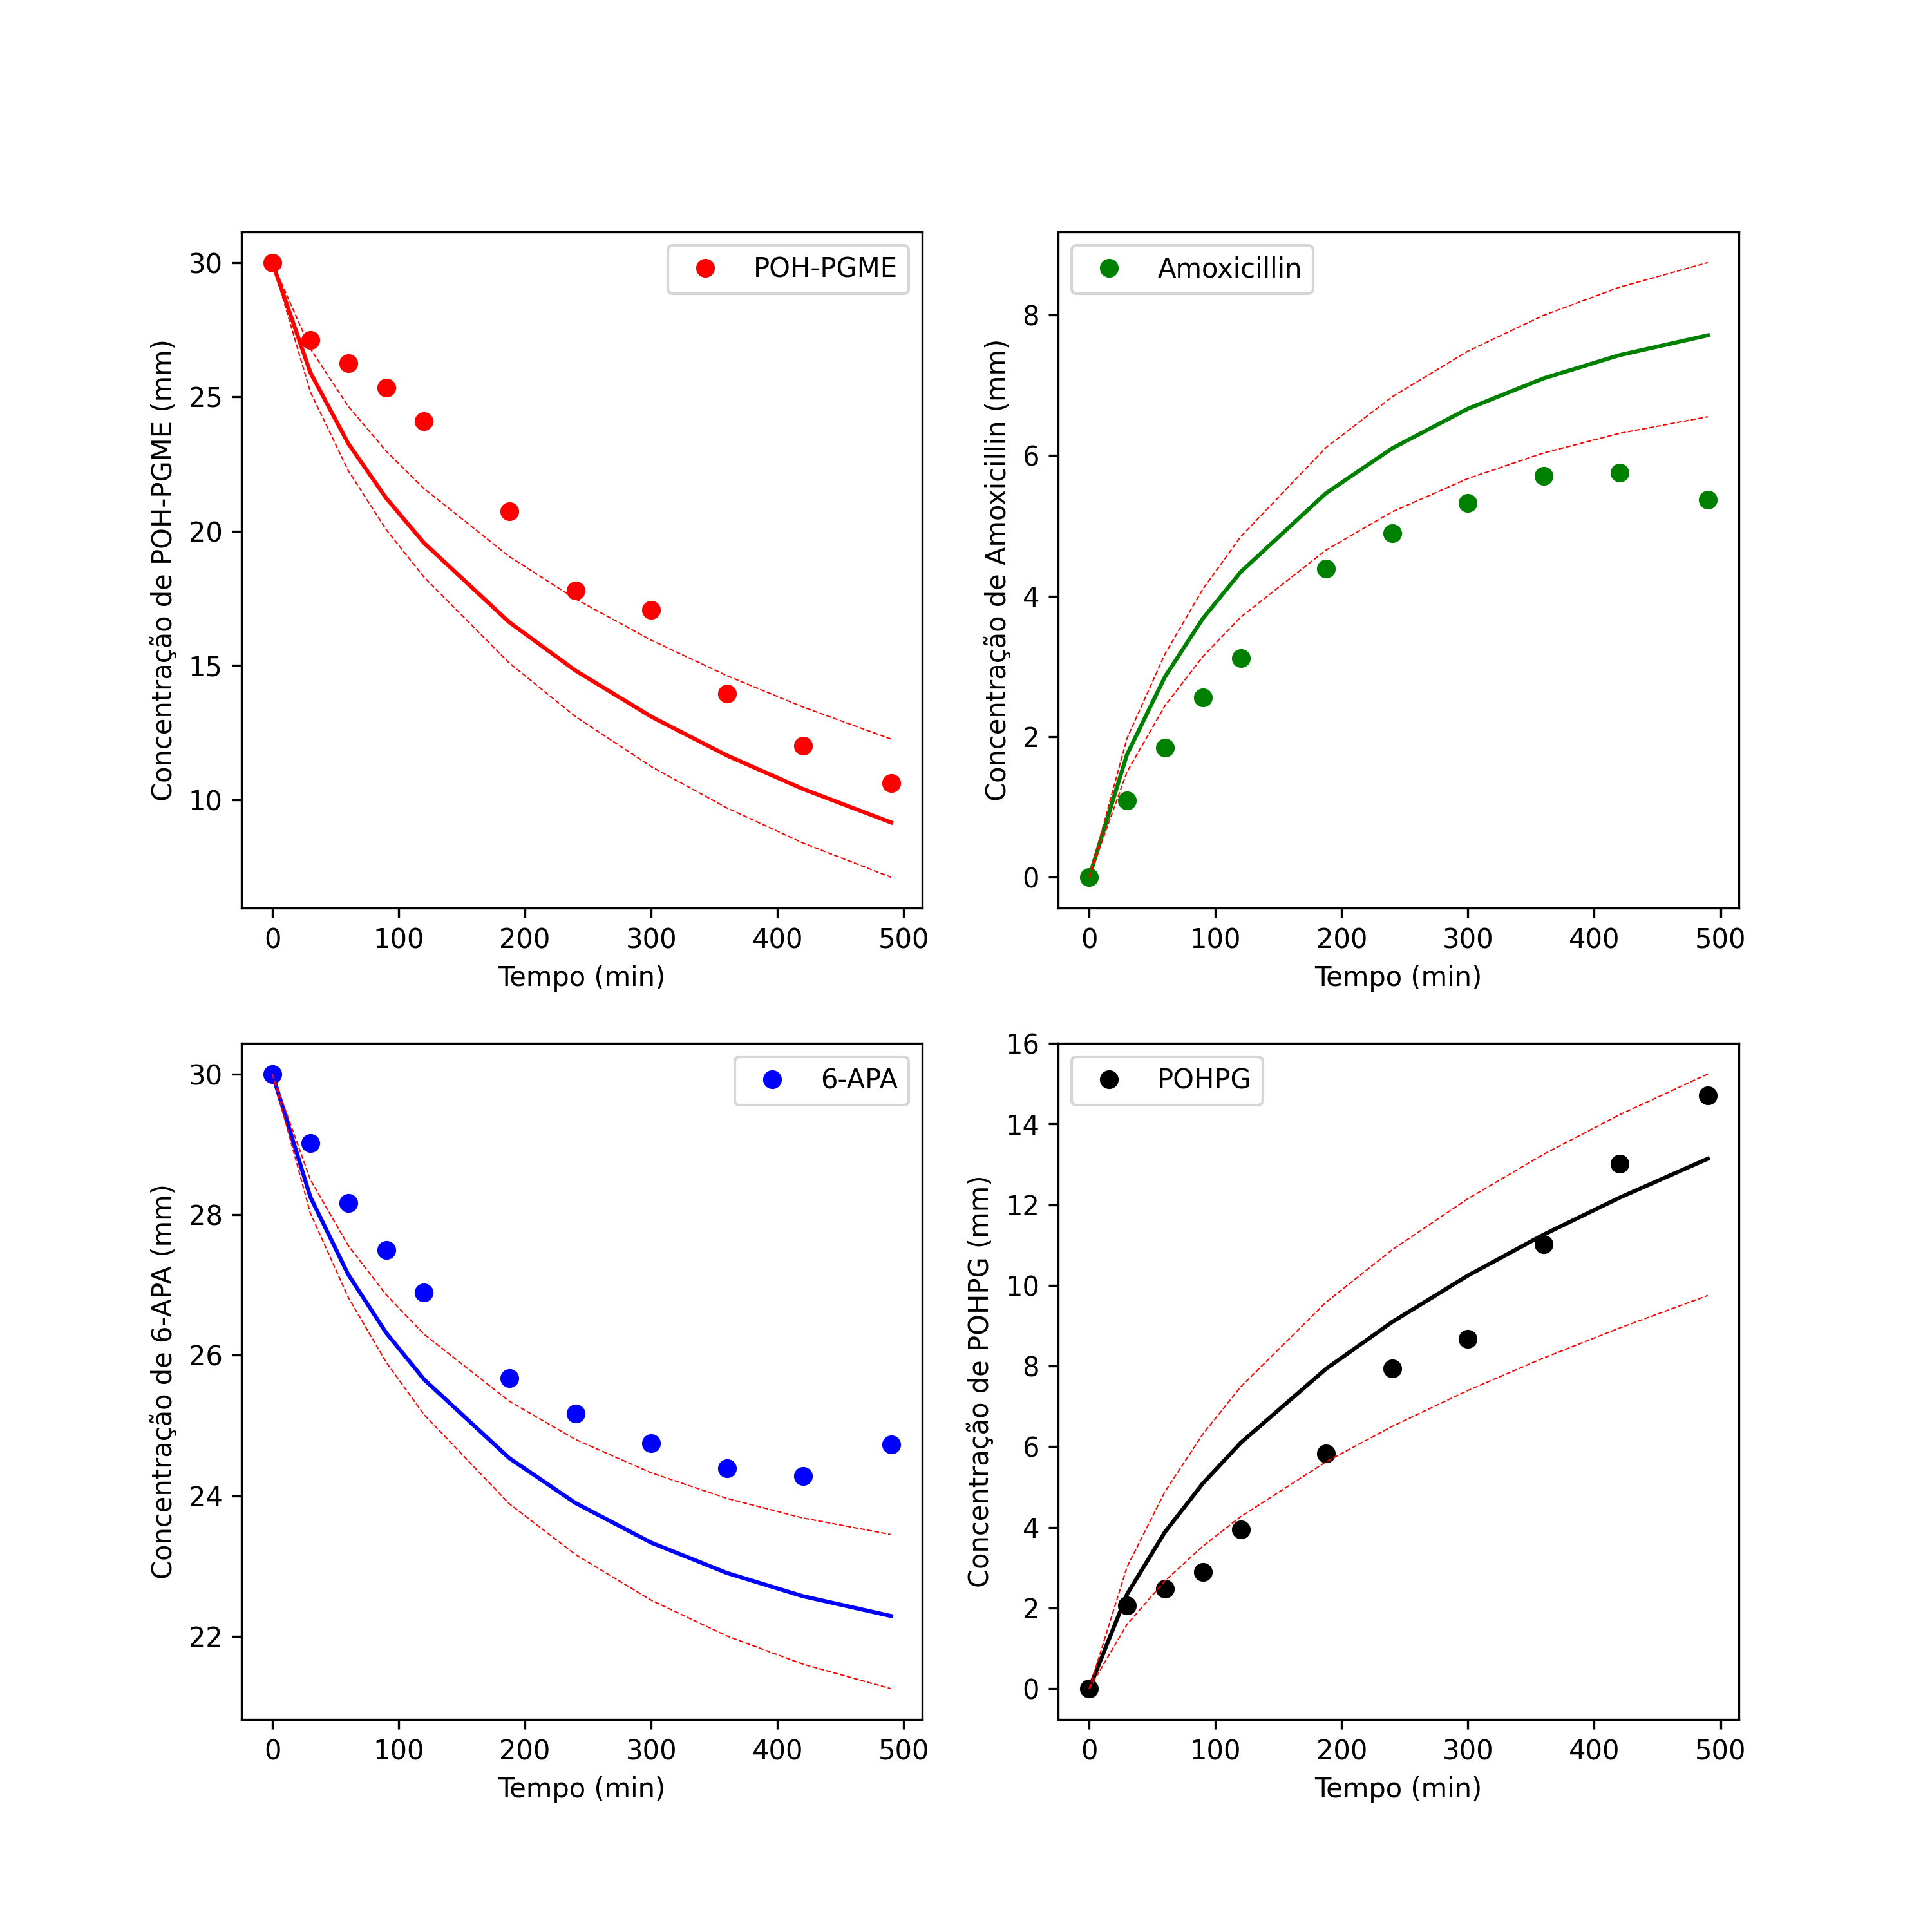 POH-PGME
Concentração de POH-PGME (mm)
30
25
20
15
10
0 100 200 300 400 500
Tempo (min)
Amoxicillin
Concentração de Amoxicillin (mm)
8
6
4
2
0
0 100 200 300 400 500
Tempo (min)
6-APA
Concentração de 6-APA (mm)
30
28
26
24
22
0 100 200 300 400 500
Tempo (min)
POHPG
Concentração de POHPG (mm)
16
14
12
10
8
6
4
2
0
0 100 200 300 400 500
Tempo (min)